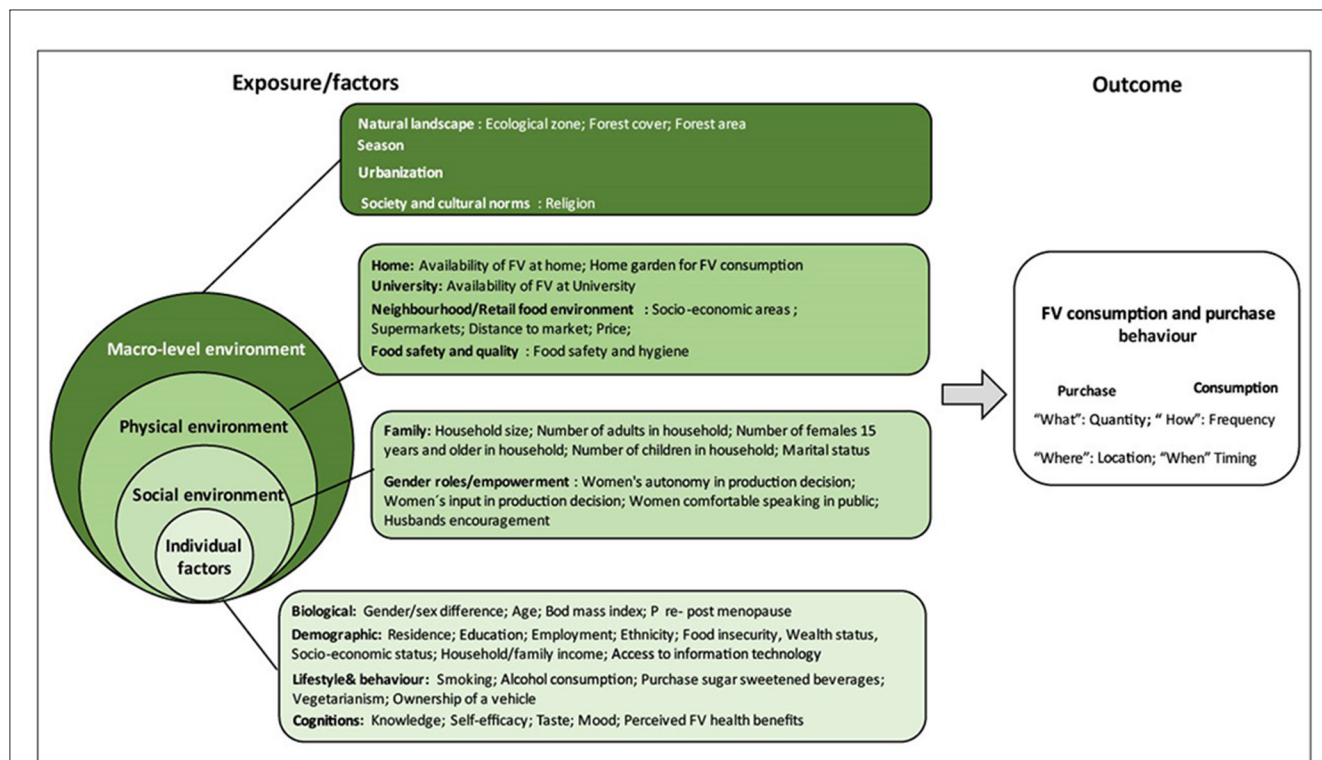 Exposure/factors
Outcome
Natural landscape : Ecological zone; Forest cover; Forest area
Season
Urbanization
Society and cultural norms : Religion
Home: Availability of FV at home; Home garden for FV consumption
University: Availability of FV at University
Neighbourhood/Retail food environment : Socio-economic areas ;
Supermarkets; Distance to market; Price;
Food safety and quality : Food safety and hygiene
Family: Household size; Number of adults in household; Number of females 15
years and older in household; Number of children in household; Marital status
Gender roles/empowerment : Women's autonomy in production decision;
Women´s input in production decision; Women comfortable speaking in public;
Husbands encouragement
Biological: Gender/sex difference; Age; Bod mass index; P re- post menopause
Demographic: Residence; Education; Employment; Ethnicity; Food insecurity, Wealth status,
Socio-economic status; Household/family income; Access to information technology
Lifestyle& behaviour: Smoking; Alcohol consumption; Purchase sugar sweetened beverages;
Vegetarianism; Ownership of a vehicle
Cognitions: Knowledge; Self-efficacy; Taste; Mood; Perceived FV health benefits
Macro-level environment
Physical environment
Social environment
Individual
factors
FV consumption and purchase
behaviour
Purchase Consumption
“What”: Quantity; “ How”: Frequency
“Where”: Location; “When” Timing